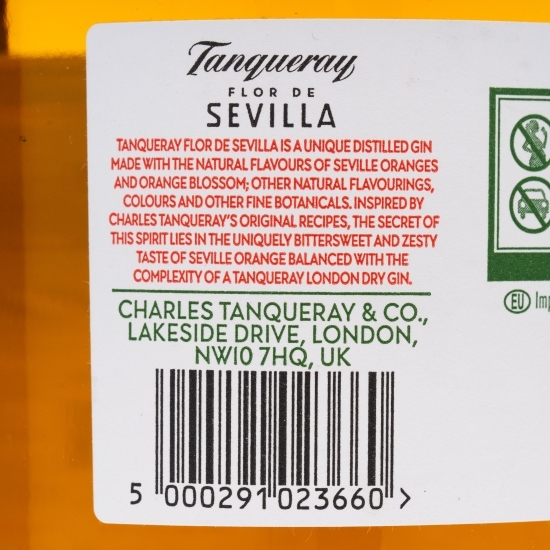 Tanqueray
FLOR DE
SEVILLA
TANQUERAY FLOR DE SEVILLA IS A UNIQUE DISTILLED GIN
MADE WITH THE NATURAL FLAVOURS OF SEVILLE ORANGES
AND ORANGE BLOSSOM; OTHER NATURAL FLAVOURINGS,
COLOURS AND OTHER FINE BOTANICALS. INSPIRED BY
CHARLES TANQUERAY'S ORIGINAL RECIPES, THE SECRET OF
THIS SPIRIT LIES IN THE UNIQUELY BITTERSWEET AND ZESTY
TASTE OF SEVILLE ORANGE BALANCED WITH THE
COMPLEXITY OF A TANQUERAY LONDON DRY GIN.
CHARLES TANQUERAY & CO.,
LAKESIDE DRIVE, LONDON,
NW10 7HQ, UK
5 000291 023660 >
EU